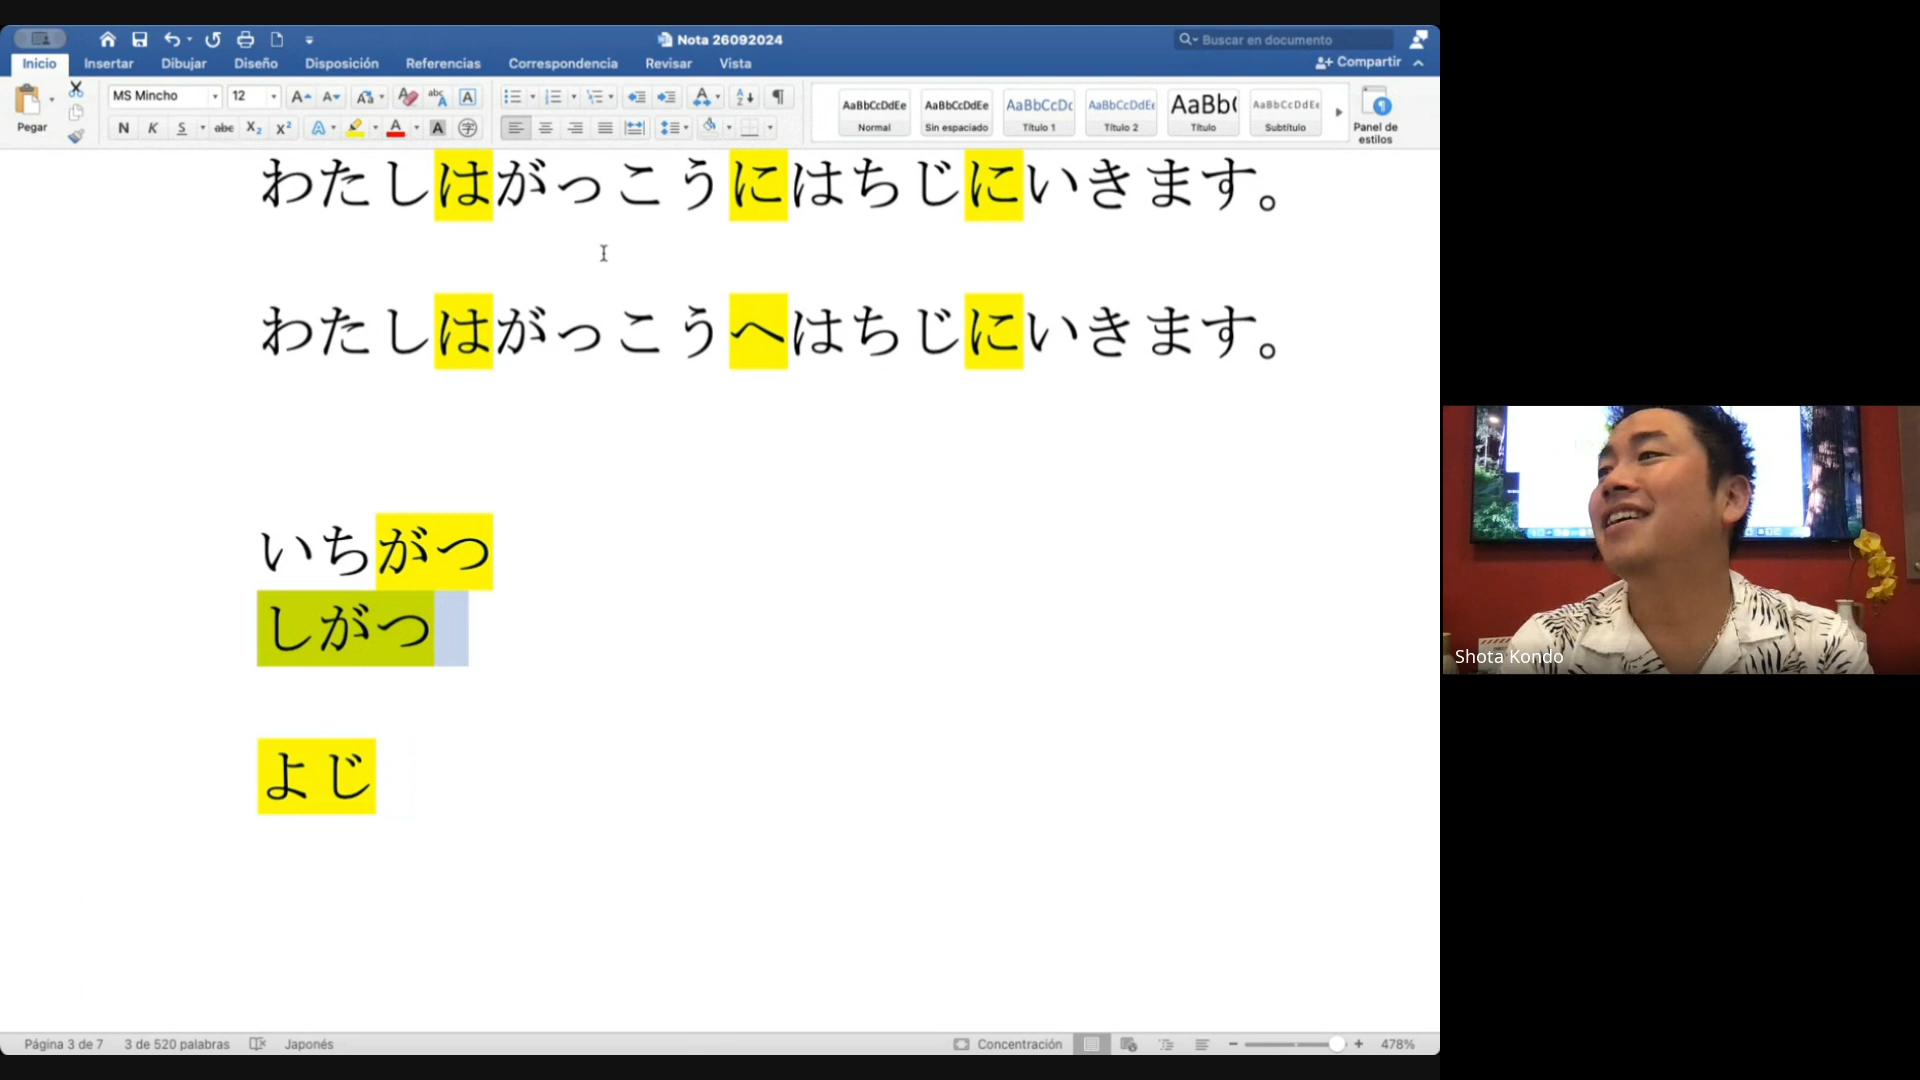 Nota 26092024
Buscar en documento
Inicio Insertar Dibujar Diseño Disposición Referencias Correspondencia Revisar Vista
Compartir
Pegar
MS Mincho 12
N K S abc X₂ X²
AaBbCcDdEe AaBbCcDdEe AaBbCcDc AaBbCcDdEe AaBb( AaBbCcDdEe
Normal Sin espaciado Título 1 Título 2 Título Subtítulo
Panel de
estilos
わたしはがっこうにはちじにいきます。
わたしはがっこうへはちじにいきます。
いちがつ
しがつ
よじ
Shota Kondo
Página 3 de 7 3 de 520 palabras Japonés
Concentración 478%